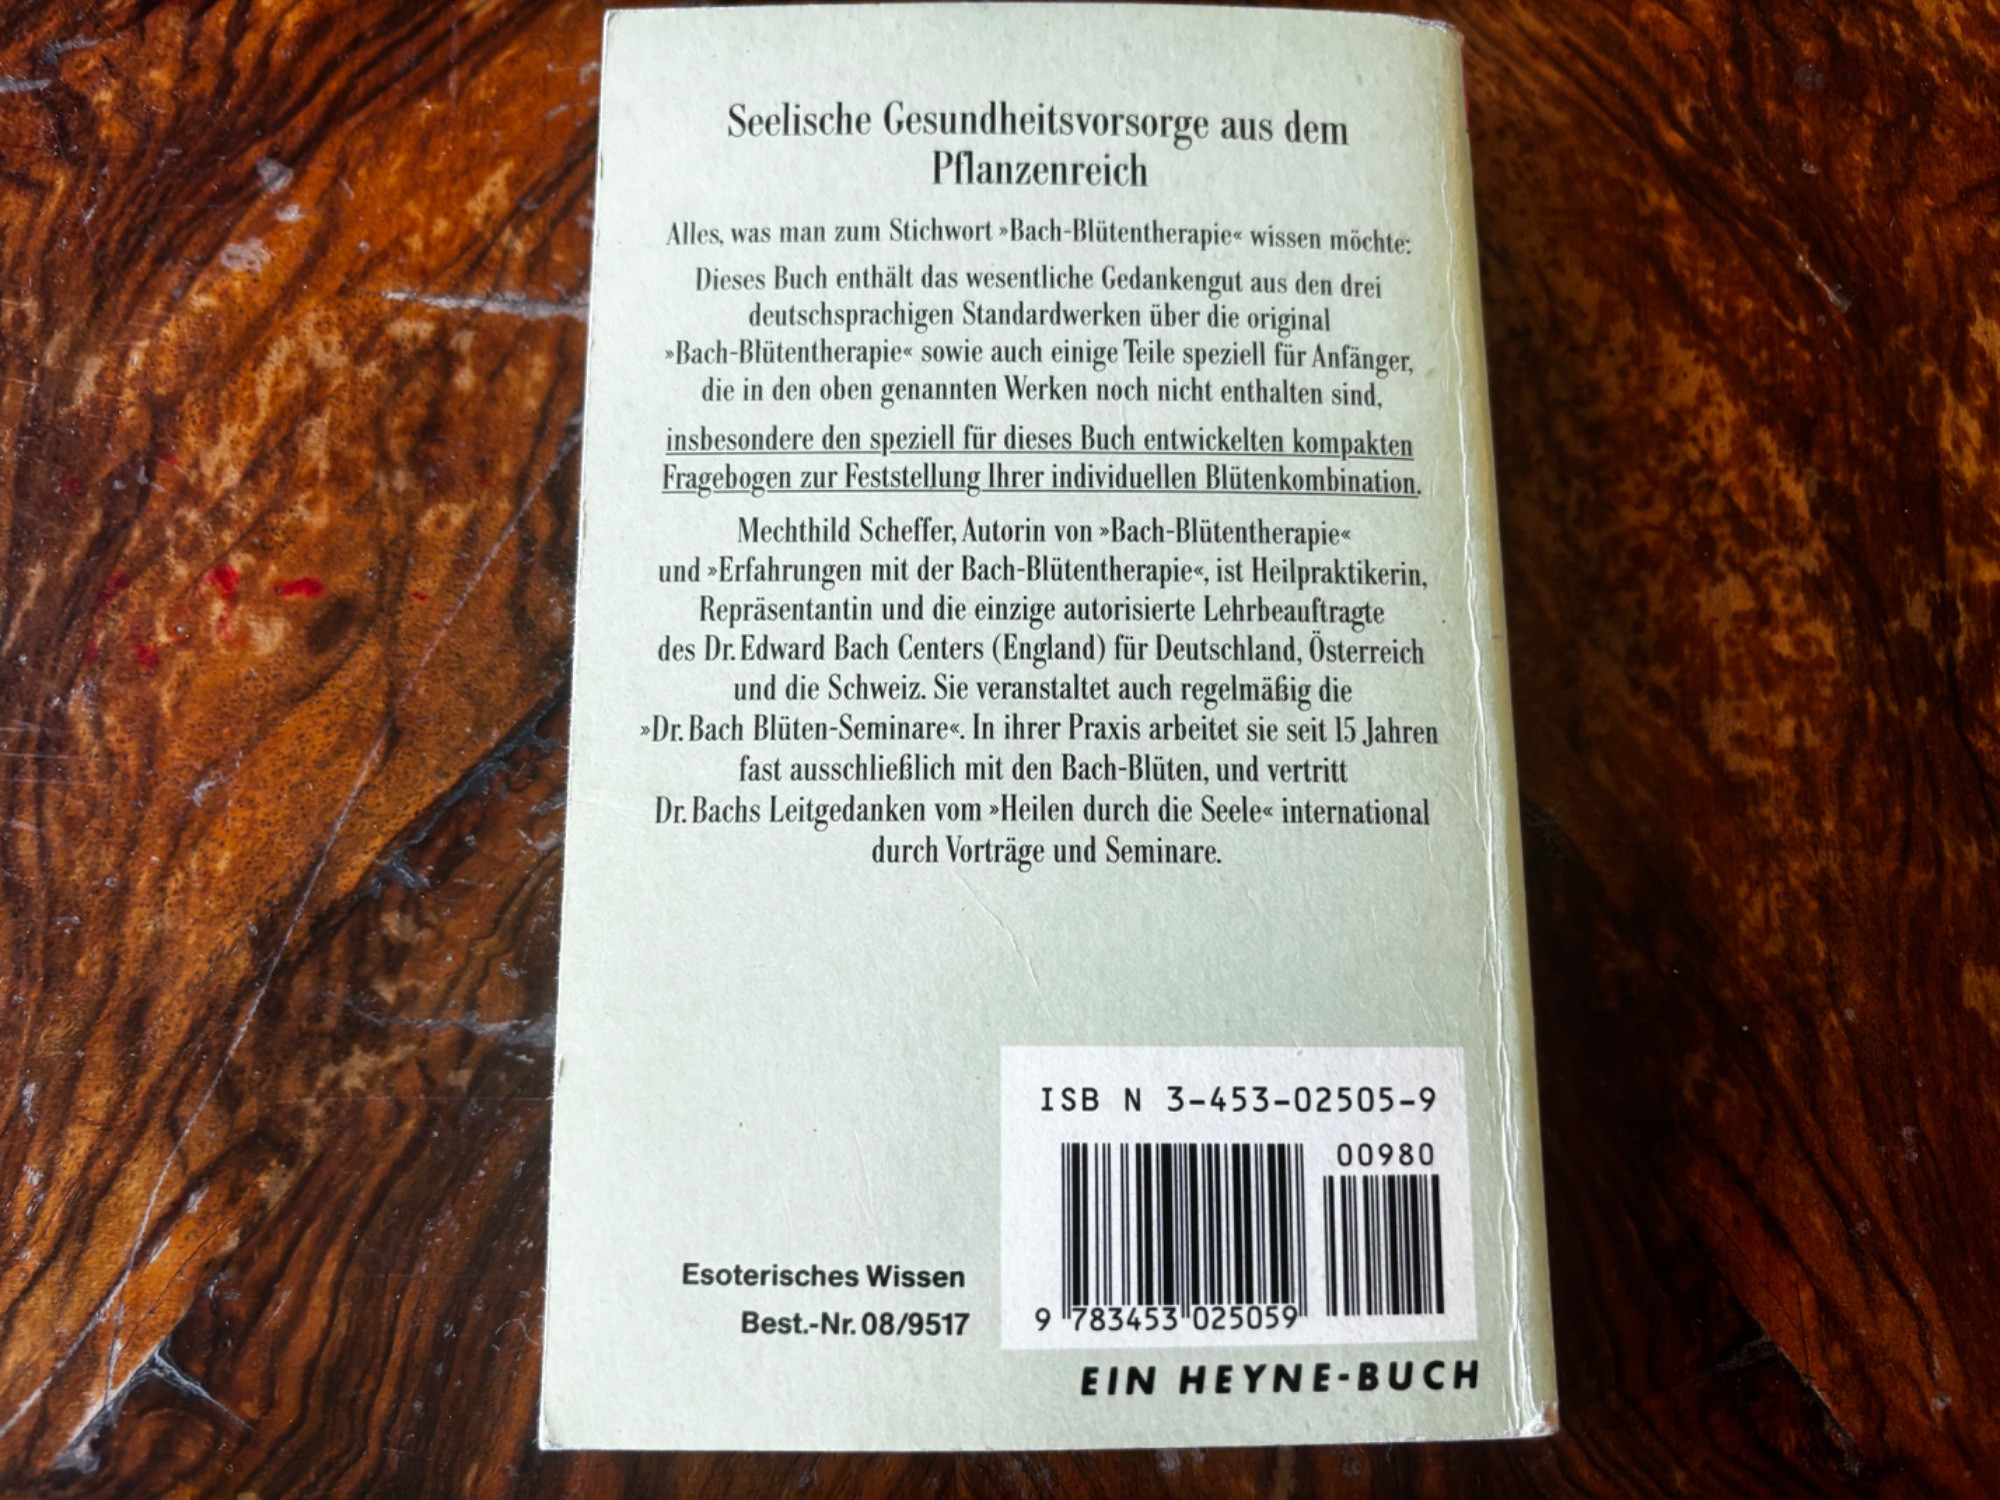 Seelische Gesundheitsvorsorge aus dem
Pflanzenreich
Alles, was man zum Stichwort »Bach-Blütentherapie« wissen möchte:
Dieses Buch enthält das wesentliche Gedankengut aus den drei
deutschsprachigen Standardwerken über die original
»Bach-Blütentherapie« sowie auch einige Teile speziell für Anfänger,
die in den oben genannten Werken noch nicht enthalten sind,
insbesondere den speziell für dieses Buch entwickelten kompakten
Fragebogen zur Feststellung Ihrer individuellen Blütenkombination.
Mechthild Scheffer, Autorin von »Bach-Blütentherapie«
und »Erfahrungen mit der Bach-Blütentherapie«, ist Heilpraktikerin,
Repräsentantin und die einzige autorisierte Lehrbeauftragte
des Dr. Edward Bach Centers (England) für Deutschland, Österreich
und die Schweiz. Sie veranstaltet auch regelmäßig die
»Dr. Bach Blüten-Seminare«. In ihrer Praxis arbeitet sie seit 15 Jahren
fast ausschließlich mit den Bach-Blüten, und vertritt
Dr. Bachs Leitgedanken vom »Heilen durch die Seele« international
durch Vorträge und Seminare.
ISB N 3-453-02505-9
00980
9 783453 025059
Esoterisches Wissen
Best.-Nr. 08/9517
EIN HEYNE-BUCH